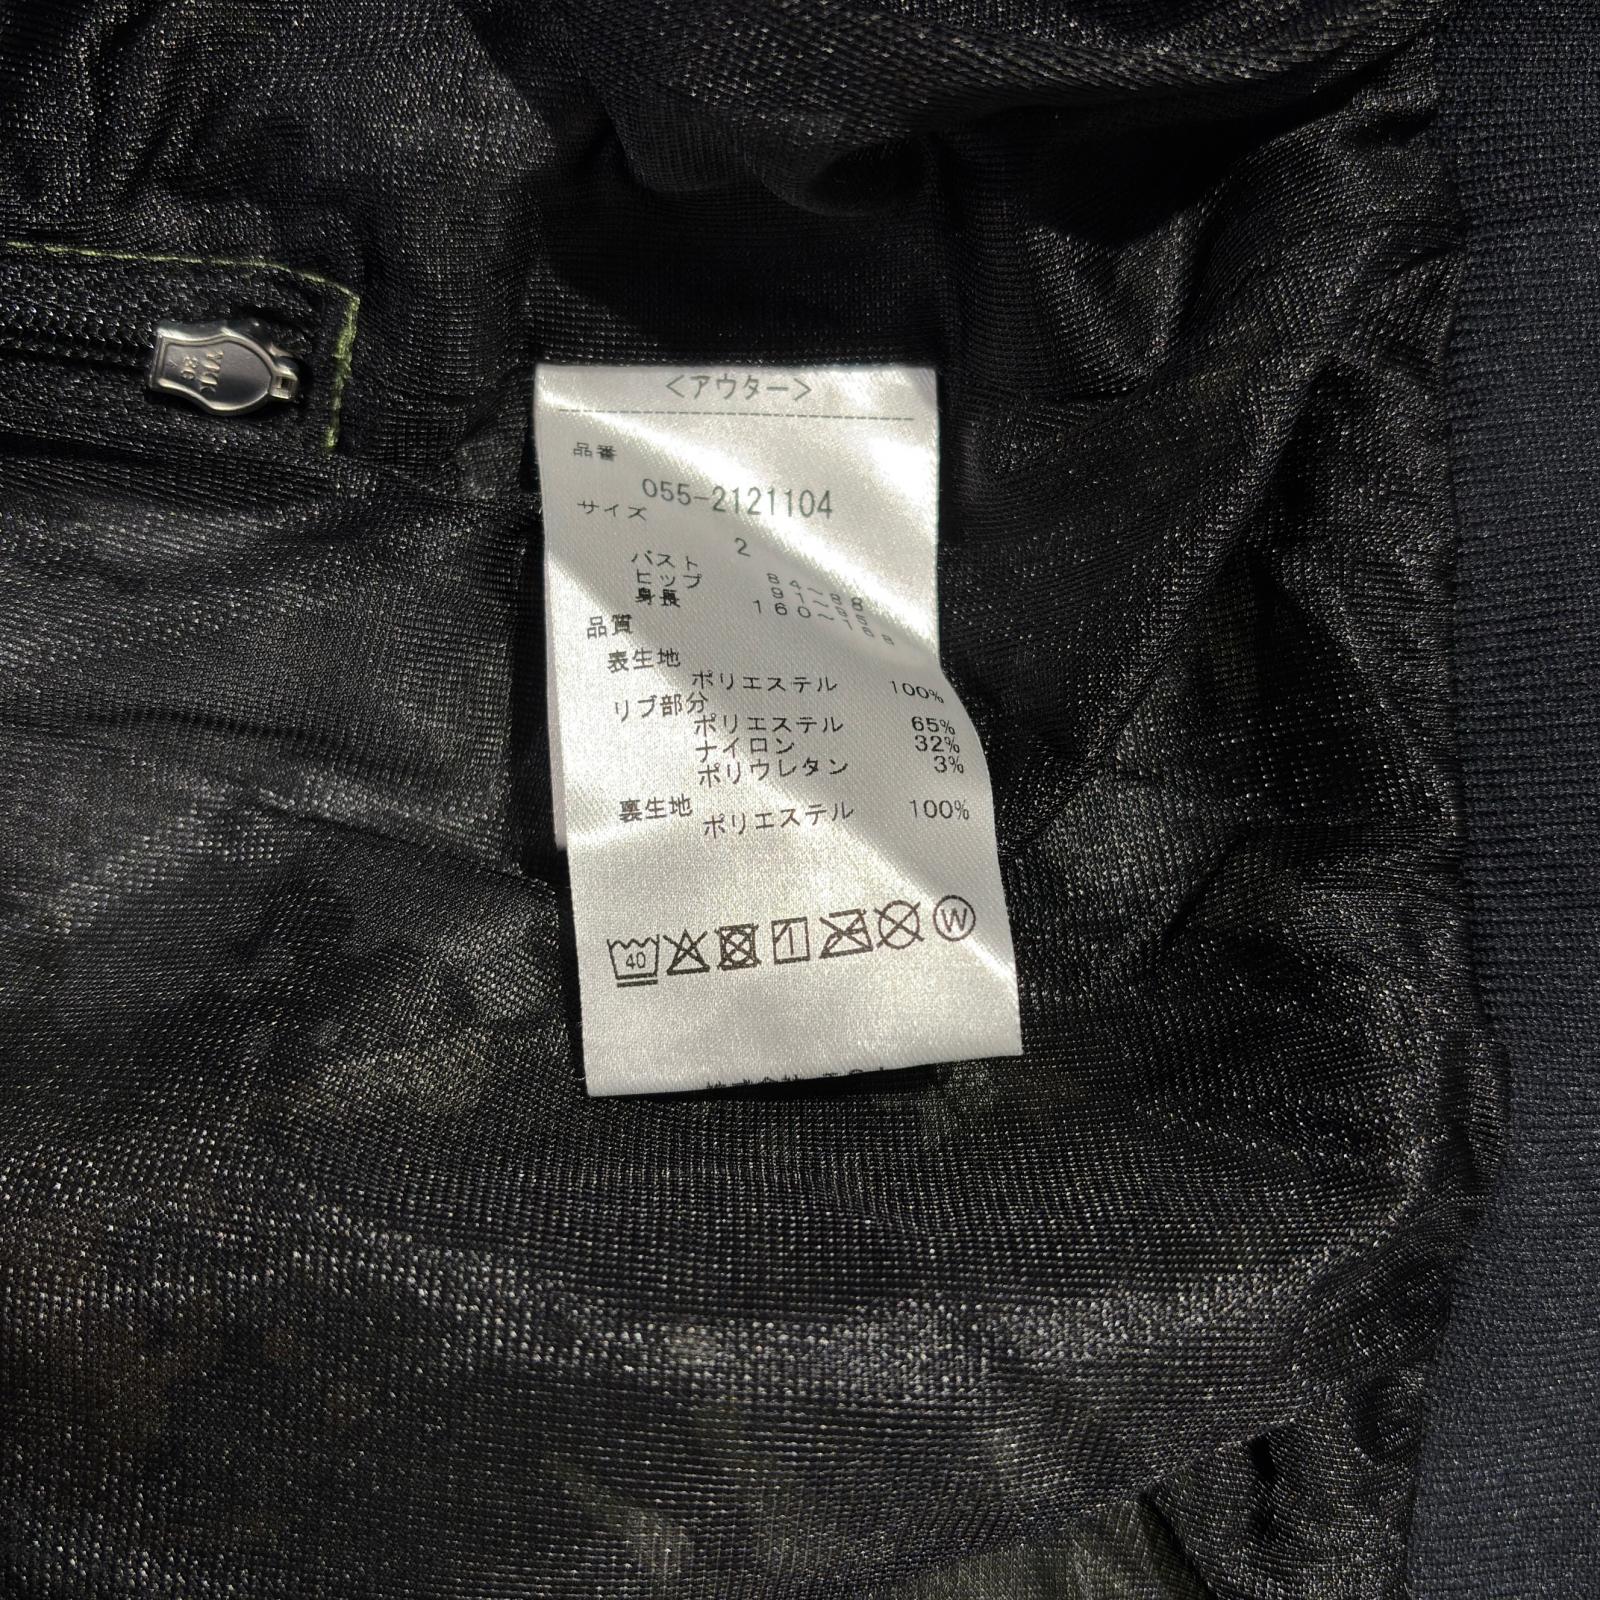 <アウター>
品番
055-2121104
サイズ
2
バスト 84~88
ヒップ 91~95
身長 160~168
品質
表生地
ポリエステル 100%
リブ部分
ポリエステル 65%
ナイロン 32%
ポリウレタン 3%
裏生地
ポリエステル 100%
40
W